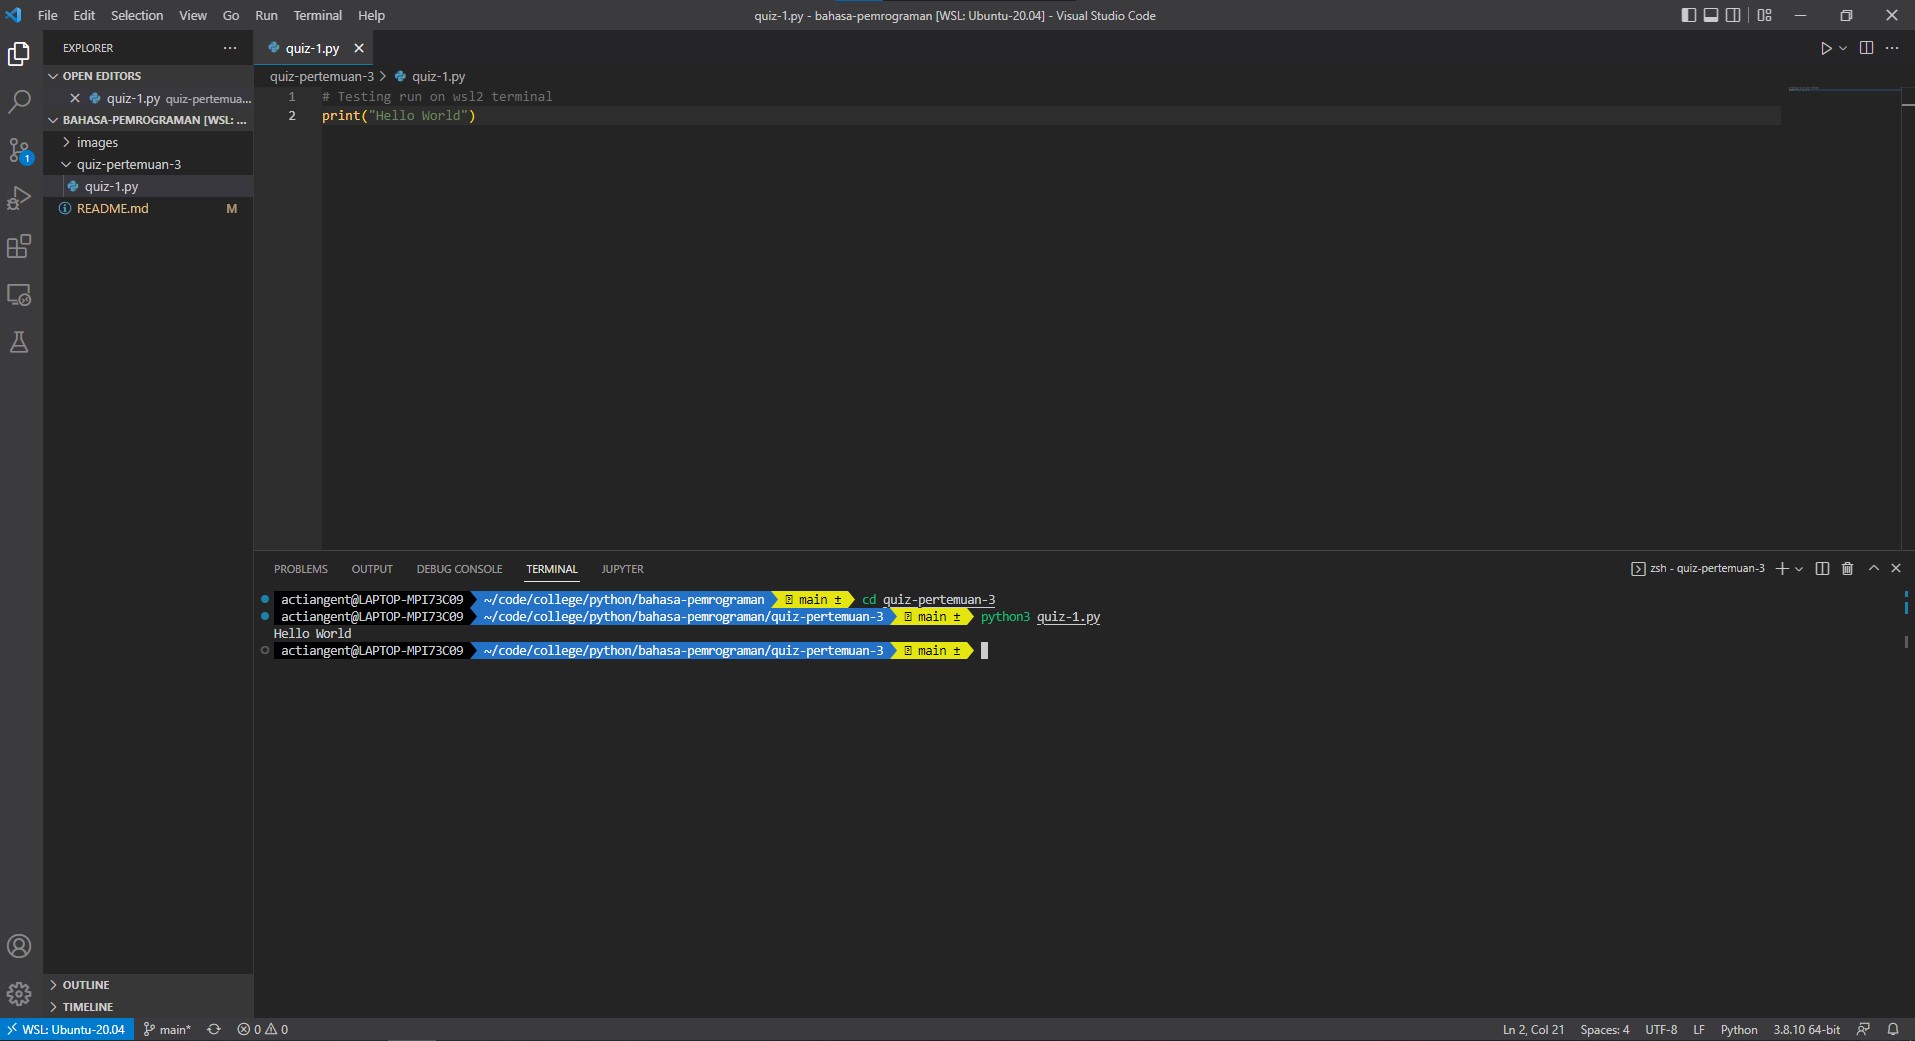 File Edit Selection View Go Run Terminal Help
quiz-1.py - bahasa-pemrograman [WSL: Ubuntu-20.04] - Visual Studio Code
EXPLORER
OPEN EDITORS
quiz-1.py quiz-pertemua...
BAHASA-PEMROGRAMAN [WSL: ...
images
quiz-pertemuan-3
quiz-1.py
README.md M
1
OUTLINE
TIMELINE
quiz-1.py
quiz-pertemuan-3 > quiz-1.py
1 # Testing run on wsl2 terminal
2 print("Hello World")
PROBLEMS OUTPUT DEBUG CONSOLE TERMINAL JUPYTER
zsh - quiz-pertemuan-3
actiangent@LAPTOP-MPI73C09 ~/code/college/python/bahasa-pemrograman main ± cd quiz-pertemuan-3
actiangent@LAPTOP-MPI73C09 ~/code/college/python/bahasa-pemrograman/quiz-pertemuan-3 main ± python3 quiz-1.py
Hello World
actiangent@LAPTOP-MPI73C09 ~/code/college/python/bahasa-pemrograman/quiz-pertemuan-3 main ±
WSL: Ubuntu-20.04 main* 0 0
Ln 2, Col 21 Spaces: 4 UTF-8 LF Python 3.8.10 64-bit